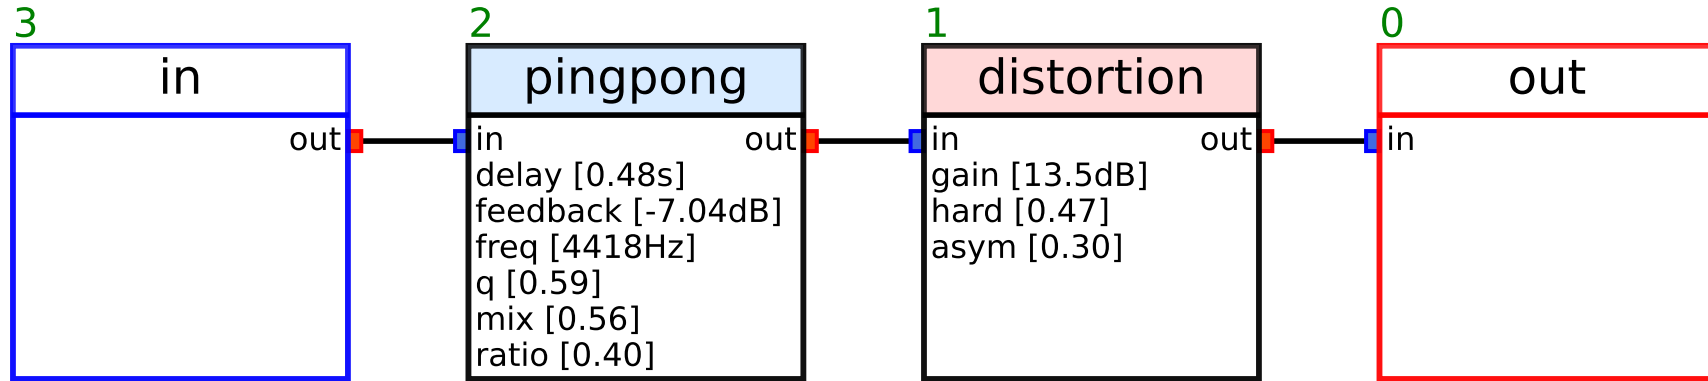 3
in
out
2
pingpong
in
out
delay [0.48s]
feedback [-7.04dB]
freq [4418Hz]
q [0.59]
mix [0.56]
ratio [0.40]
1
distortion
in
out
gain [13.5dB]
hard [0.47]
asym [0.30]
0
out
in